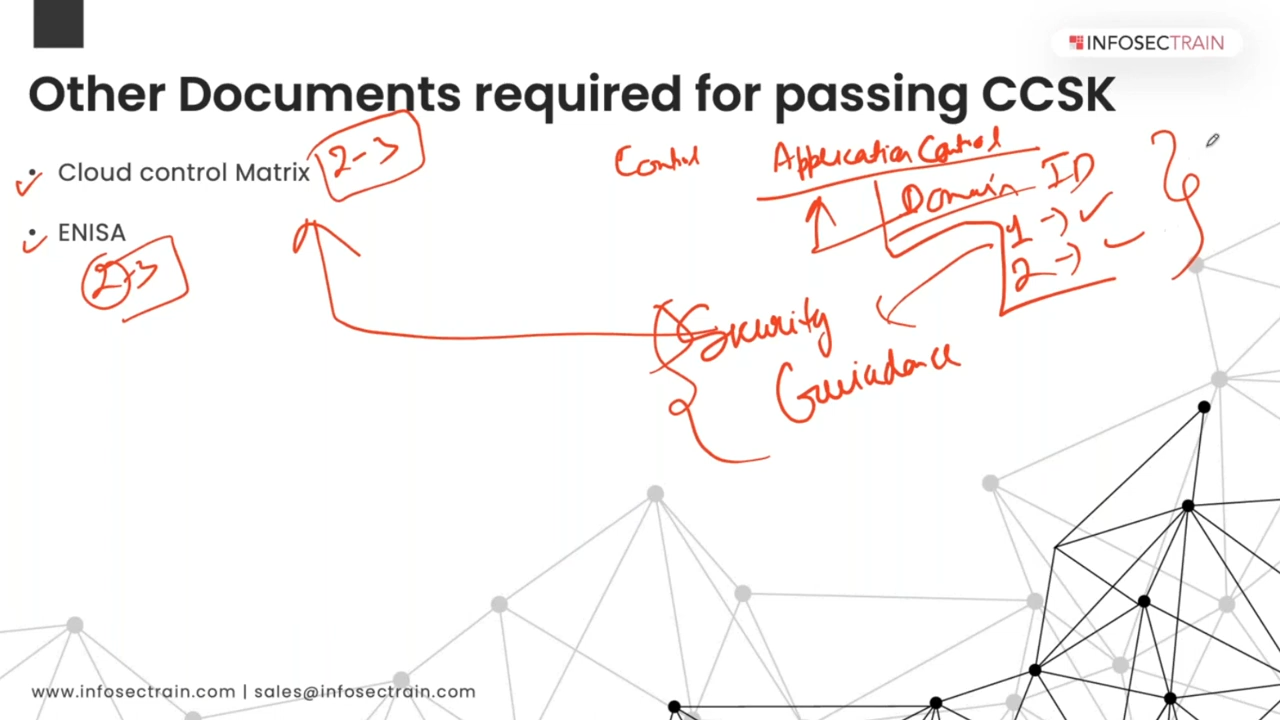 INFOSECTRAIN
Other Documents required for passing CCSK
• Cloud control Matrix 2-3
• ENISA
2-3
Control
Application Control
Domain ID
1 →
2 →
Security
Guiadance
www.infosectrain.com | sales@infosectrain.com